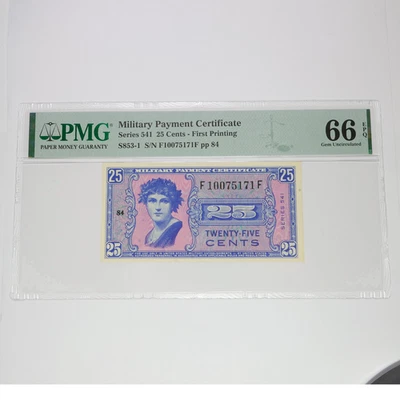 PMG
PAPER MONEY GUARANTY
Military Payment Certificate
Series 541 25 Cents - First Printing
S853-1 S/N F10075171F pp 84
66 EPQ
Gem Uncirculated
MILITARY PAYMENT CERTIFICATE
25 25
F10075171F
84
25
SERIES 541
TWENTY-FIVE
CENTS
25 25